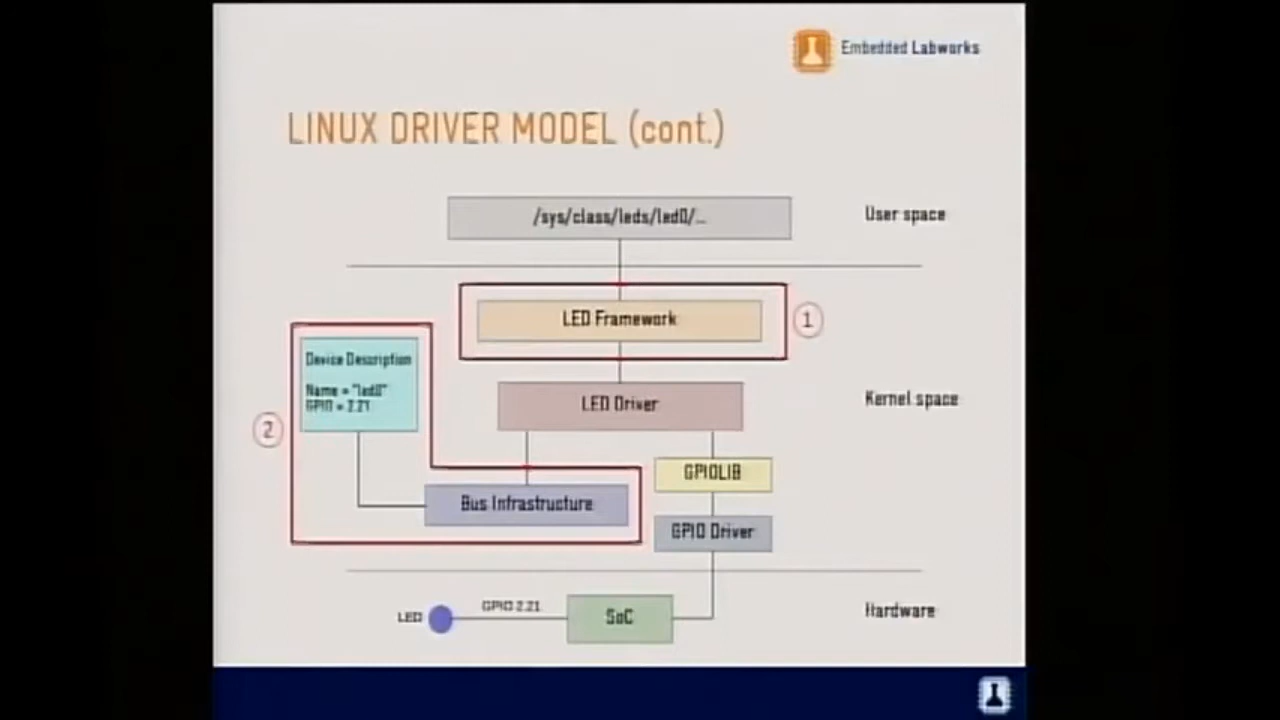 Embedded Labworks
LINUX DRIVER MODEL (cont.)
/sys/class/leds/led0/...
User space
LED Framework
1
Device Description
Name = "led0"
GPIO = 2.21
LED Driver
Kernel space
2
GPIOLIB
Bus Infrastructure
GPIO Driver
LED
GPIO 2.21
SoC
Hardware